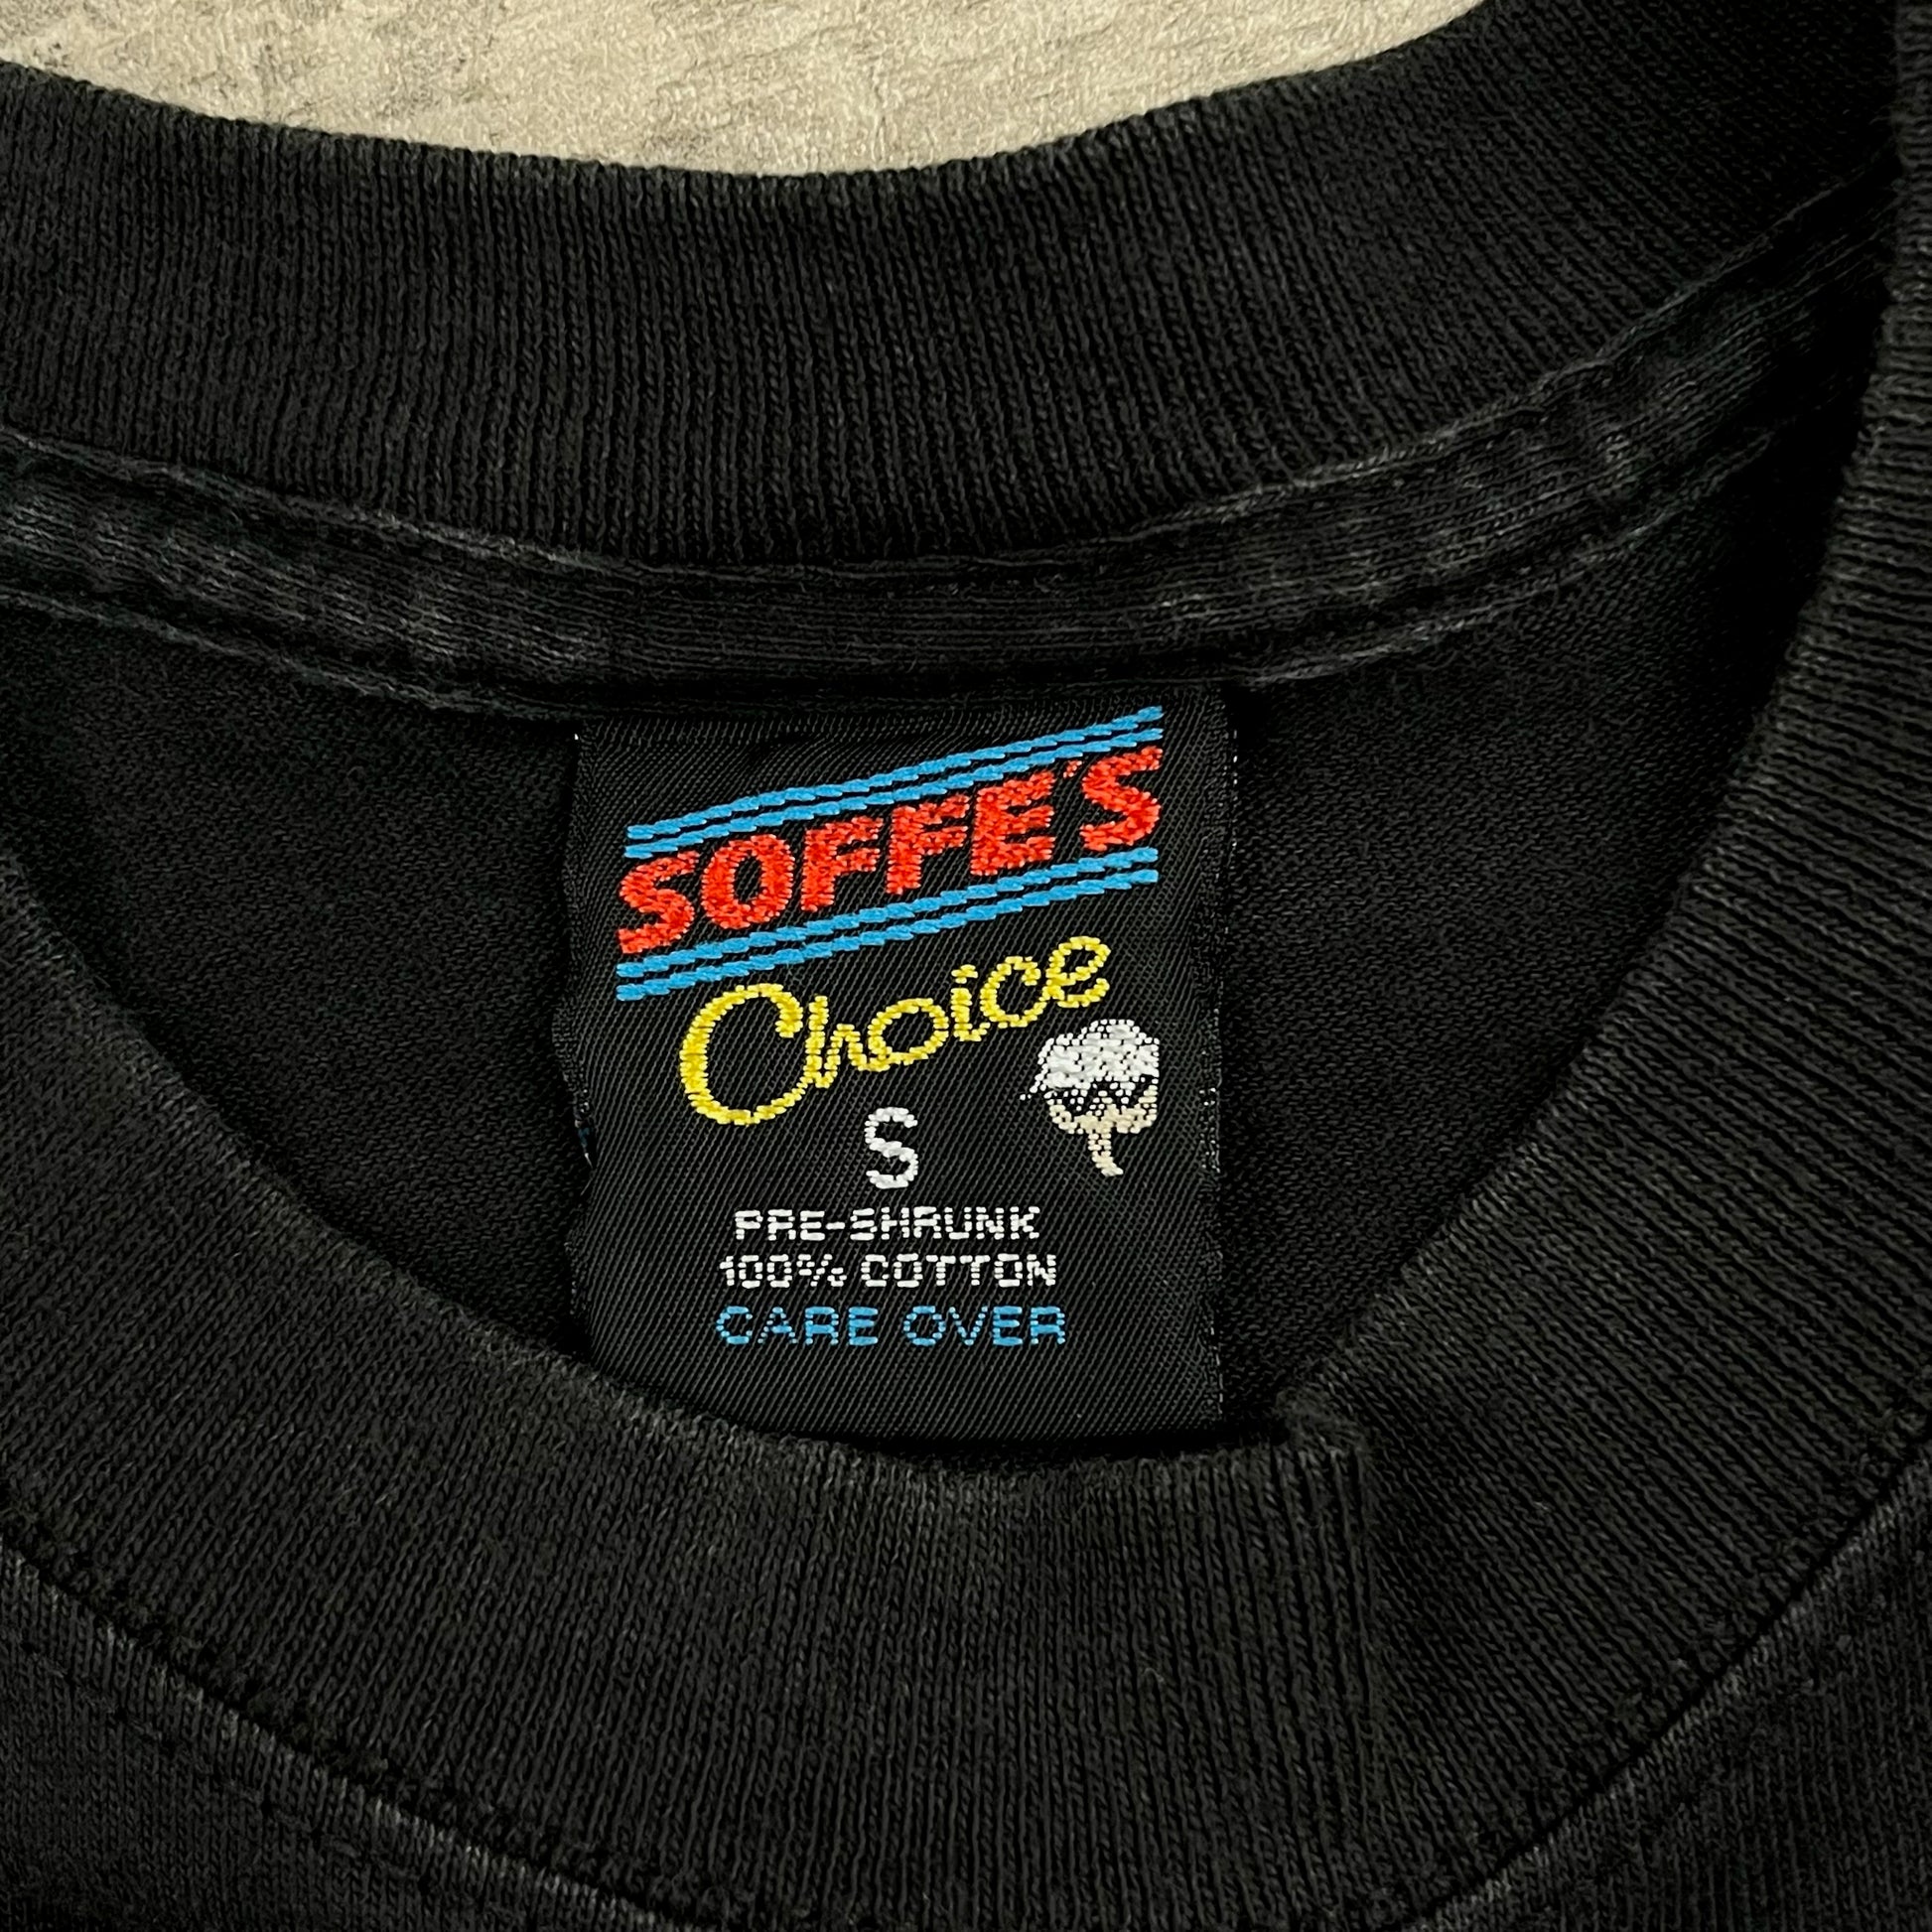 SOFFE'S
Choice
S
PRE-SHRUNK
100% COTTON
CARE OVER